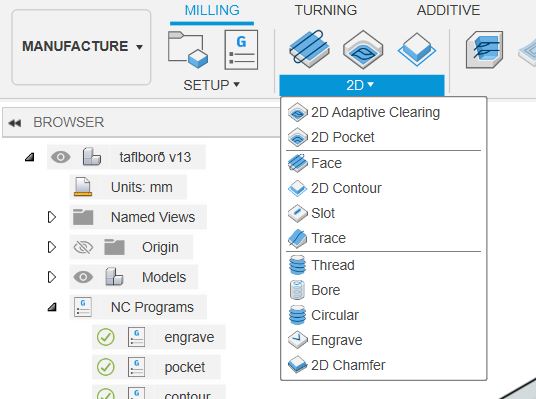 MILLING TURNING ADDITIVE
MANUFACTURE
G
SETUP 2D
BROWSER
taflborð v13
Units: mm
Named Views
Origin
Models
NC Programs
engrave
pocket
contour
2D Adaptive Clearing
2D Pocket
Face
2D Contour
Slot
Trace
Thread
Bore
Circular
Engrave
2D Chamfer